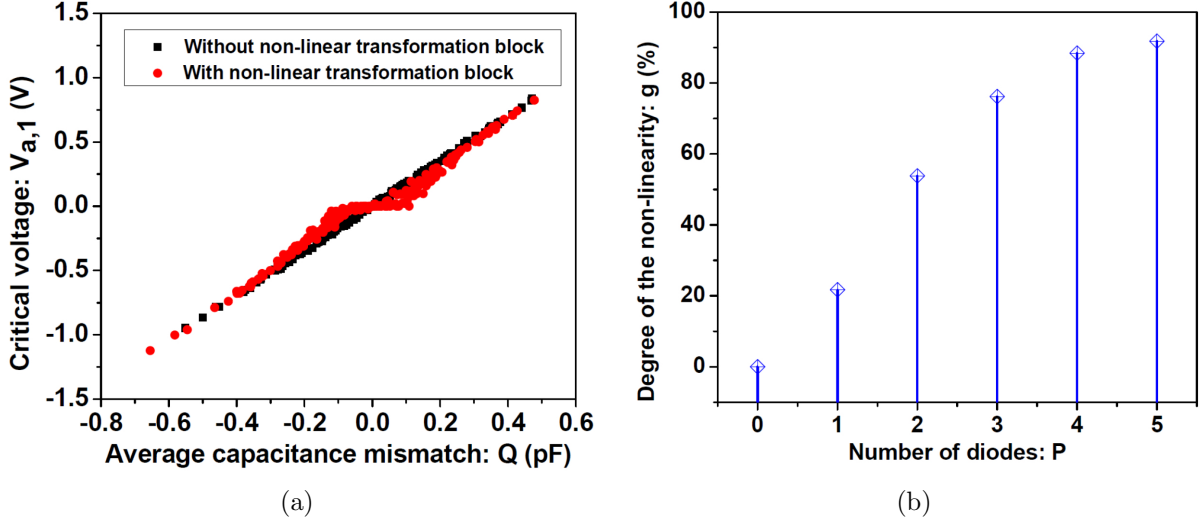 1.5
1.0
0.5
0.0
-0.5
-1.0
-1.5
Critical voltage: Va,1 (V)
Without non-linear transformation block
With non-linear transformation block
-0.8 -0.6 -0.4 -0.2 0.0 0.2 0.4 0.6
Average capacitance mismatch: Q (pF)
(a)
100
80
60
40
20
0
Degree of the non-linearity: g (%)
0 1 2 3 4 5
Number of diodes: P
(b)